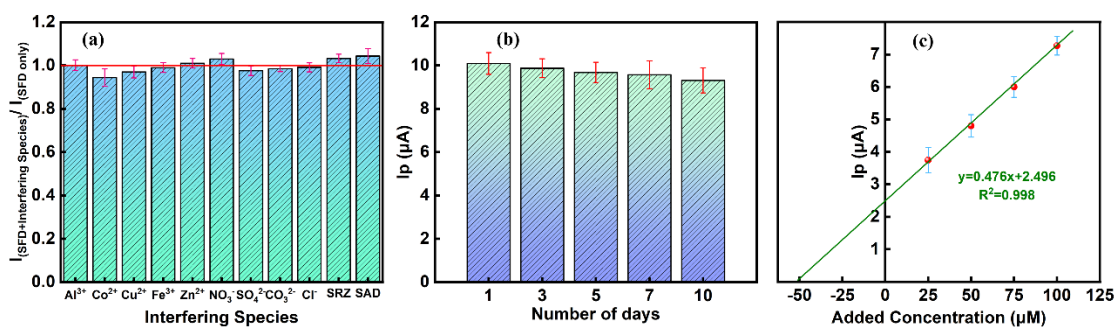 (a)
I(SFD+Interfering Species)/ I(SFD only)
1.2
1.0
0.8
0.6
0.4
0.2
0.0
Al³⁺ Co²⁺ Cu²⁺ Fe³⁺ Zn²⁺ NO₃⁻ SO₄²⁻ CO₃²⁻ Cl⁻ SRZ SAD
Interfering Species
(b)
Ip (µA)
12
10
8
6
4
2
0
1 3 5 7 10
Number of days
(c)
Ip (µA)
7
6
5
4
3
2
1
y=0.476x+2.496
R²=0.998
-50 -25 0 25 50 75 100 125
Added Concentration (µM)